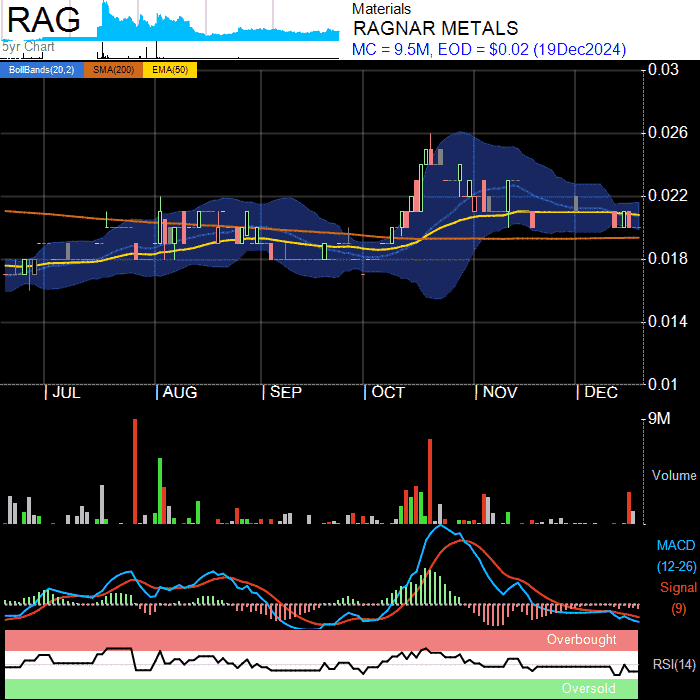 RAG
5yr Chart
Materials
RAGNAR METALS
MC = 9.5M, EOD = $0.02 (19Dec2024)
BollBands(20,2) SMA(200) EMA(50)
0.03
0.026
0.022
0.018
0.014
0.01
| JUL | AUG | SEP | OCT | NOV | DEC
9M
Volume
MACD
(12-26)
Signal
(9)
Overbought
RSI(14)
Oversold